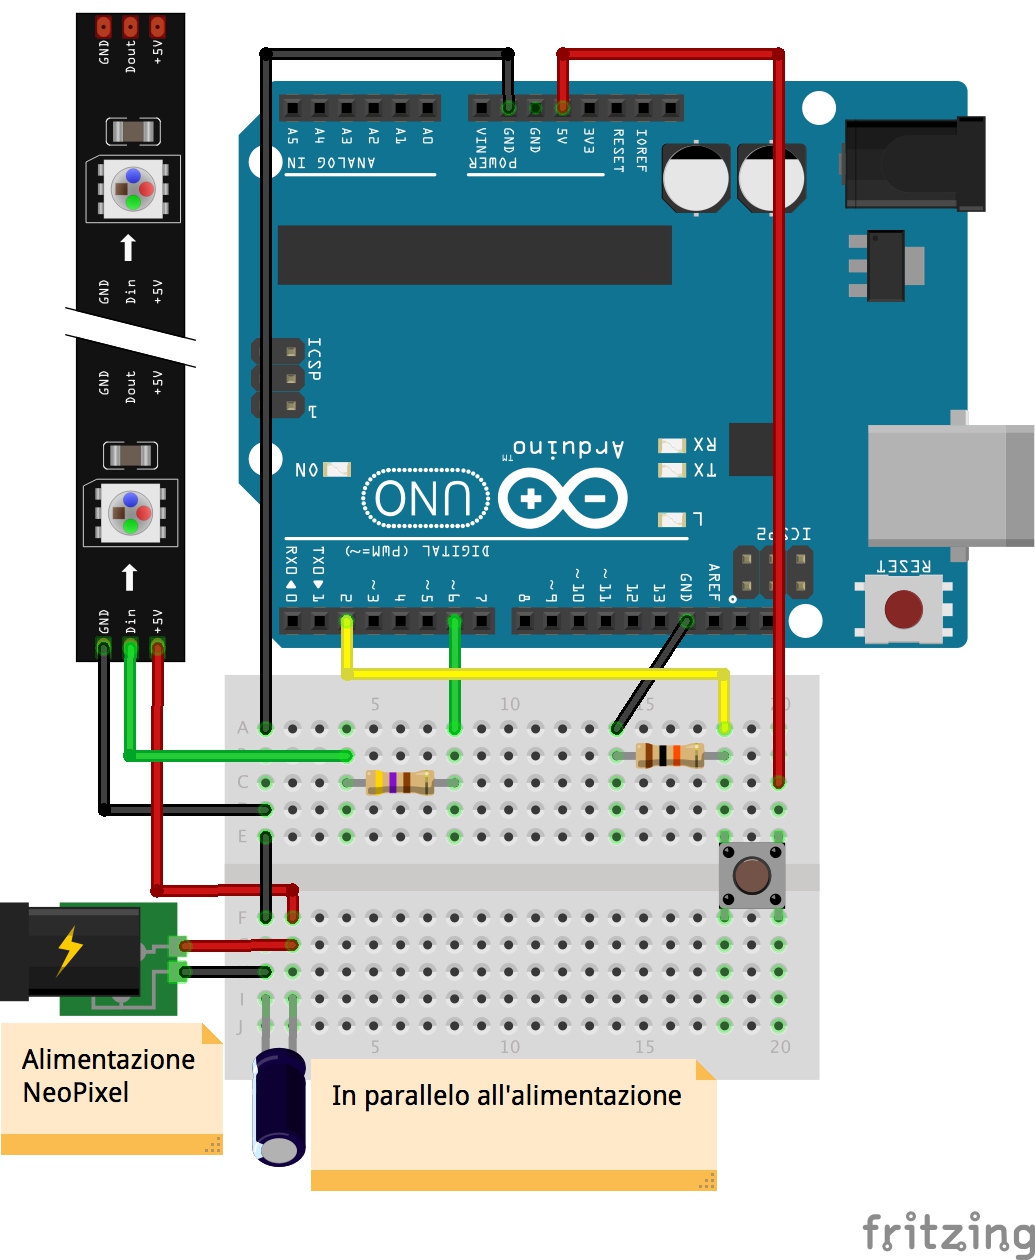 GND Dout +5V
GND Din +5V
GND Dout +5V
GND Din +5V
A5 A4 A3 A2 A1 A0
ANALOG IN
VIN GND GND 5V 3V3 RESET IOREF
POWER
ICSP
1
ON
UNO
Arduino
TM
RX
TX
L
ICSP2
RESET
DIGITAL (PWM=~)
RX0 TX0
0 1 2 ~3 4 ~5 ~6 7 8 ~9 ~10 ~11 12 13 GND AREF
5 10 15 20
A
C
E
F
I
J
5 10 15 20
Alimentazione
NeoPixel
In parallelo all'alimentazione
fritzing